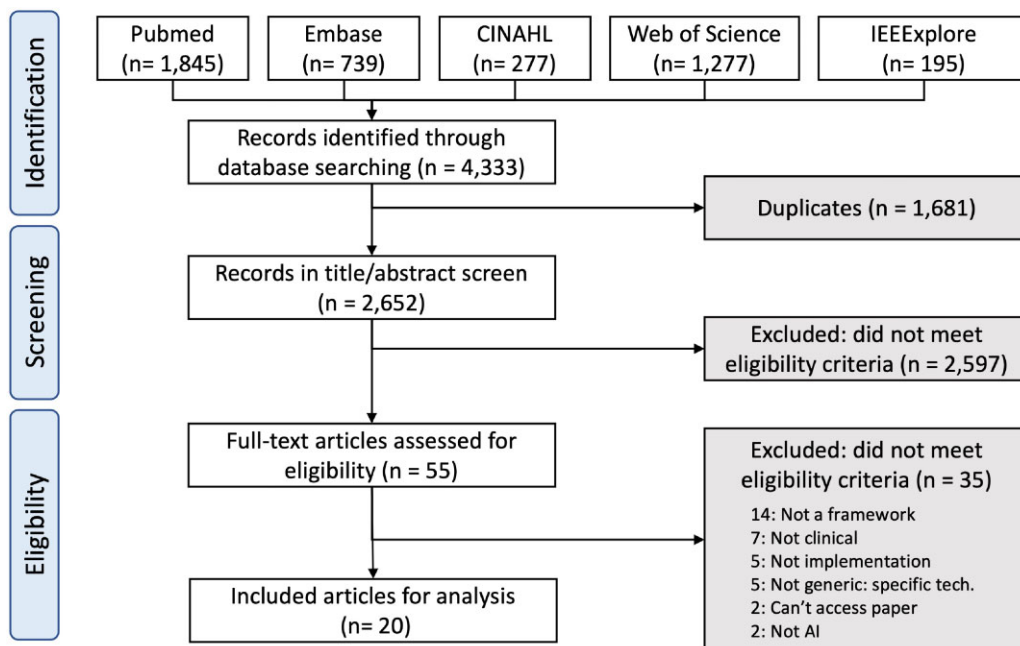 Identification
Pubmed
(n= 1,845)
Embase
(n= 739)
CINAHL
(n= 277)
Web of Science
(n= 1,277)
IEEExplore
(n= 195)
Records identified through
database searching (n = 4,333)
Duplicates (n = 1,681)
Screening
Records in title/abstract screen
(n = 2,652)
Excluded: did not meet
eligibility criteria (n = 2,597)
Eligibility
Full-text articles assessed for
eligibility (n = 55)
Excluded: did not meet
eligibility criteria (n = 35)
14: Not a framework
7: Not clinical
5: Not implementation
5: Not generic: specific tech.
2: Can't access paper
2: Not AI
Included articles for analysis
(n= 20)